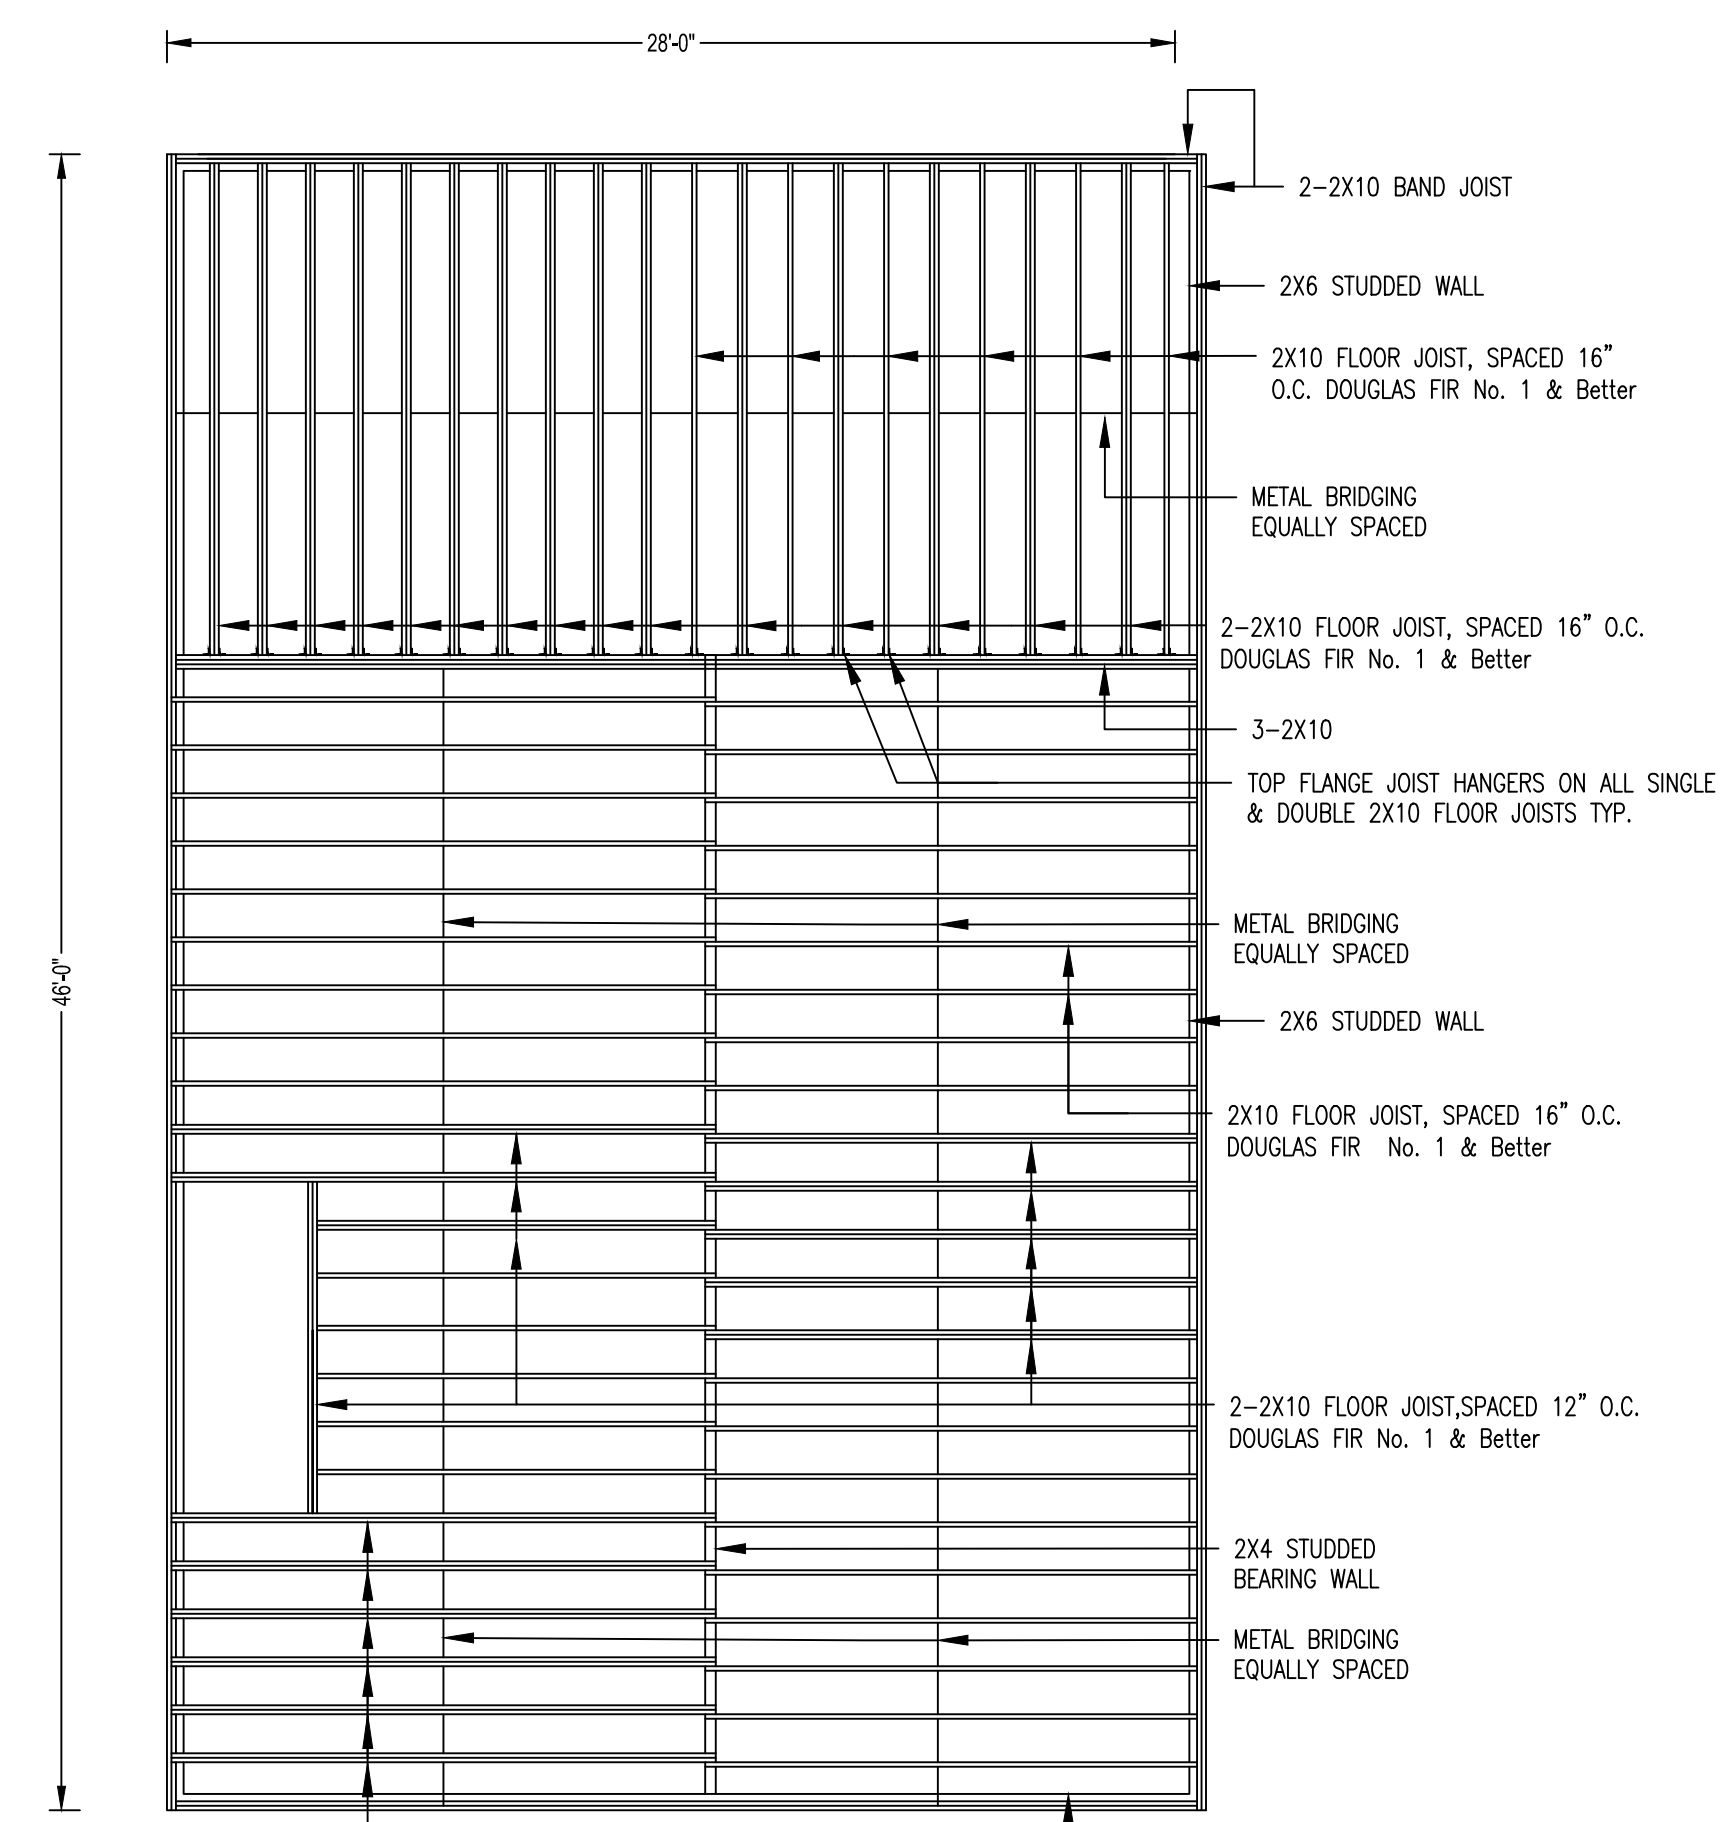 28'-0"
2-2X10 BAND JOIST
2X6 STUDDED WALL
2X10 FLOOR JOIST, SPACED 16”
O.C. DOUGLAS FIR No. 1 & Better
METAL BRIDGING
EQUALLY SPACED
2-2X10 FLOOR JOIST, SPACED 16” O.C.
DOUGLAS FIR No. 1 & Better
3-2X10
TOP FLANGE JOIST HANGERS ON ALL SINGLE
& DOUBLE 2X10 FLOOR JOISTS TYP.
METAL BRIDGING
EQUALLY SPACED
46'-0"
2X6 STUDDED WALL
2X10 FLOOR JOIST, SPACED 16” O.C.
DOUGLAS FIR No. 1 & Better
2-2X10 FLOOR JOIST,SPACED 12” O.C.
DOUGLAS FIR No. 1 & Better
2X4 STUDDED
BEARING WALL
METAL BRIDGING
EQUALLY SPACED